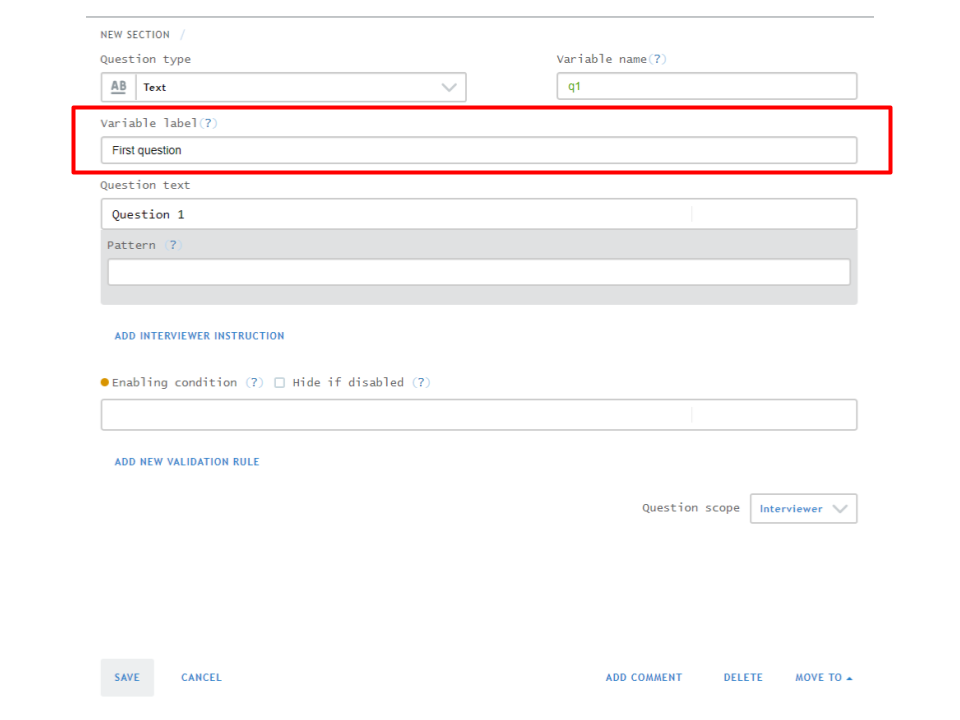 NEW SECTION /
Question type
Variable name(?)
AB Text
q1
Variable label(?)
First question
Question text
Question 1
Pattern (?)
ADD INTERVIEWER INSTRUCTION
Enabling condition (?) Hide if disabled (?)
ADD NEW VALIDATION RULE
Question scope Interviewer
SAVE CANCEL ADD COMMENT DELETE MOVE TO